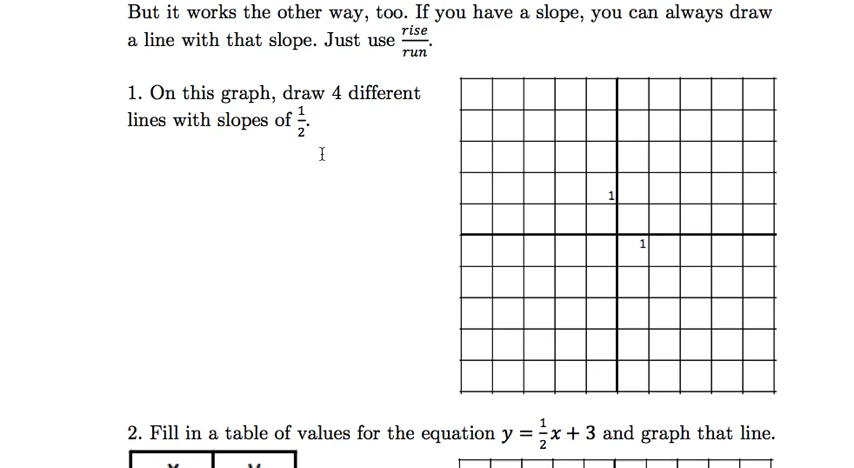 But it works the other way, too. If you have a slope, you can always draw
a line with that slope. Just use rise/run.
1. On this graph, draw 4 different
lines with slopes of 1/2.
1
1
2. Fill in a table of values for the equation y = 1/2 x + 3 and graph that line.